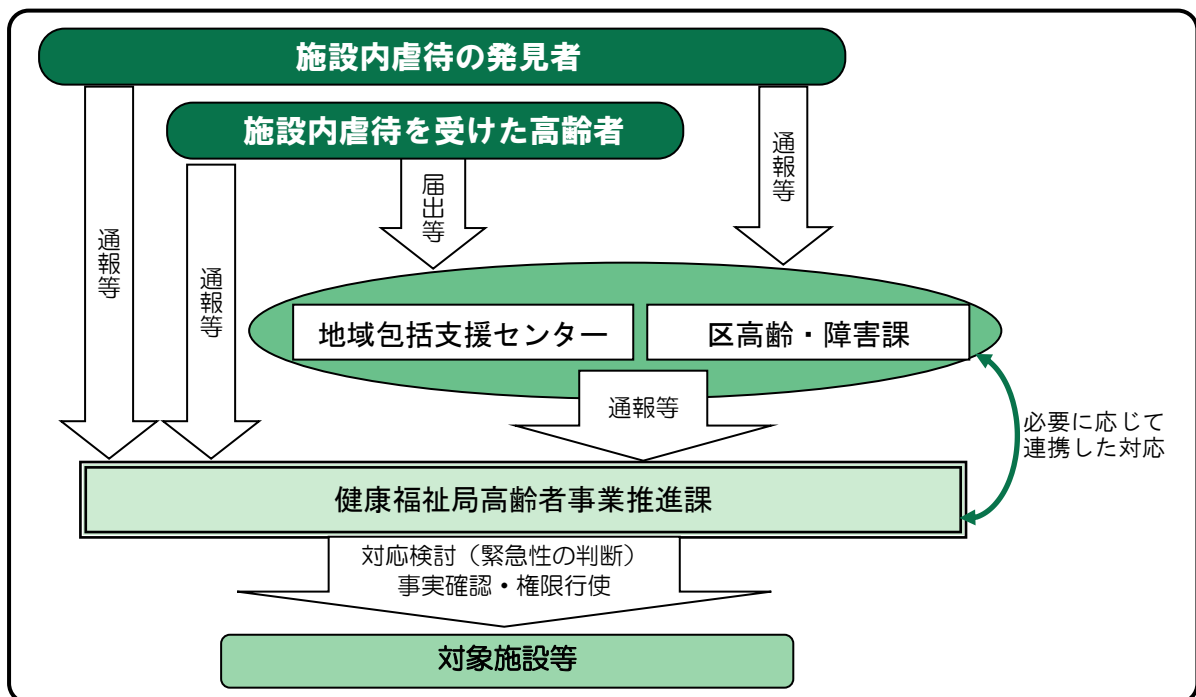 施設内虐待の発見者
施設内虐待を受けた高齢者
通報等
通報等
届出等
通報等
地域包括支援センター
区高齢・障害課
通報等
必要に応じて
連携した対応
健康福祉局高齢者事業推進課
対応検討（緊急性の判断）
事実確認・権限行使
対象施設等